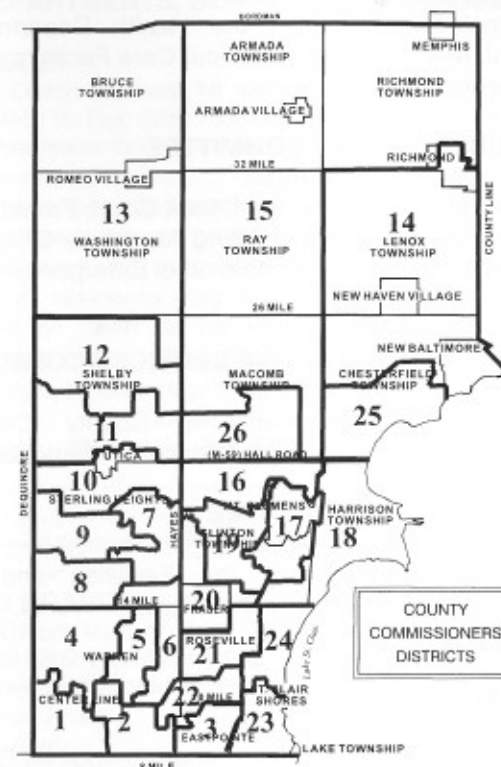 BORDMAN
ARMADA
TOWNSHIP
MEMPHIS
BRUCE
TOWNSHIP
RICHMOND
TOWNSHIP
ARMADA VILLAGE
RICHMOND
32 MILE
ROMEO VILLAGE
13
15
14
WASHINGTON
TOWNSHIP
RAY
TOWNSHIP
LENOX
TOWNSHIP
COUNTY LINE
NEW HAVEN VILLAGE
26 MILE
NEW BALTIMORE
12
SHELBY
TOWNSHIP
MACOMB
TOWNSHIP
CHESTERFIELD
TOWNSHIP
25
11
26
UTICA
(M-59) HALL ROAD
DEQUINDRE
10
16
STERLING HEIGHTS
MT. CLEMENS
7
HAYES
17
HARRISON
TOWNSHIP
9
CLINTON
TOWNSHIP
19
18
8
14 MILE
20
FRASER
COUNTY
COMMISSIONERS
DISTRICTS
4
5
6
ROSEVILLE
21
24
Lake St. Clair
WARREN
CENTER LINE
22
ST. CLAIR
SHORES
1
2
3
23
EASTPOINTE
LAKE TOWNSHIP
8 MILE